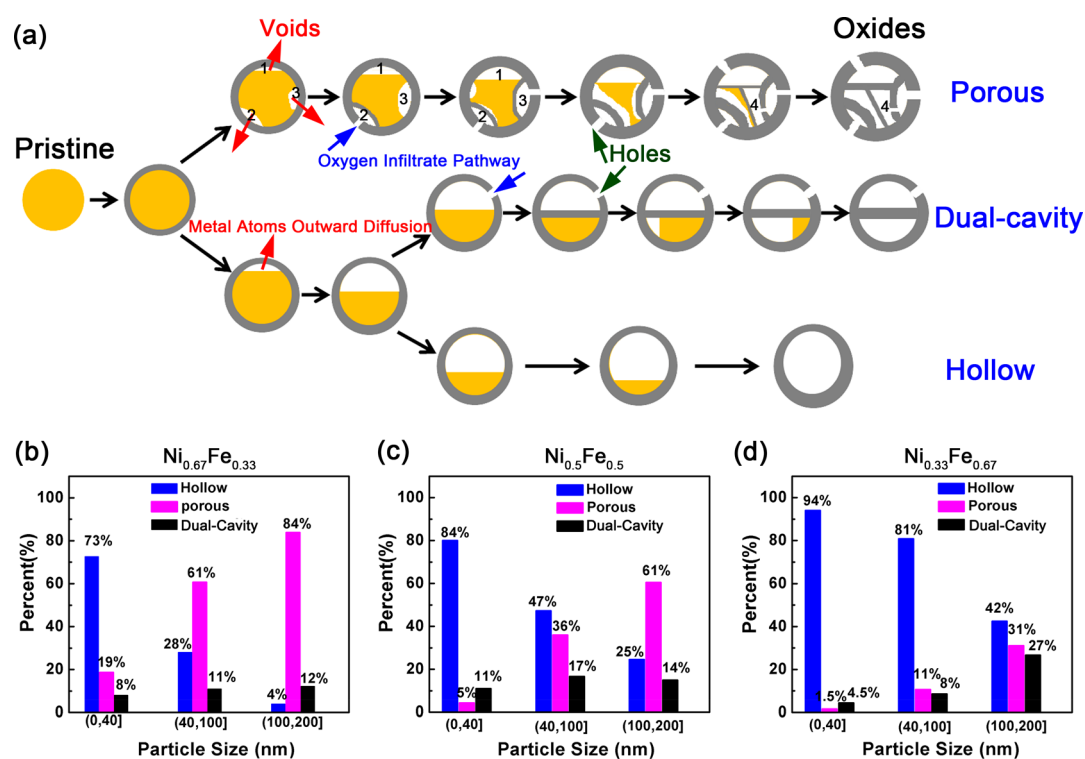 (a)
Voids
Oxides
1
3
2
1
3
2
1
3
2
4
4
Porous
Pristine
Oxygen Infiltrate Pathway
Holes
Metal Atoms Outward Diffusion
Dual-cavity
Hollow
(b)
Ni0.67Fe0.33
Hollow
porous
Dual-Cavity
Percent(%)
100
80
60
40
20
0
73%
19%
8%
28%
61%
11%
4%
84%
12%
(0,40]
(40,100]
(100,200]
Particle Size (nm)
(c)
Ni0.5Fe0.5
Hollow
Porous
Dual-Cavity
Percent(%)
100
80
60
40
20
0
84%
5%
11%
47%
36%
17%
25%
61%
14%
(0,40]
(40,100]
(100,200]
Particle Size (nm)
(d)
Ni0.33Fe0.67
Hollow
Porous
Dual-Cavity
Percent(%)
100
80
60
40
20
0
94%
1.5%
4.5%
81%
11%
8%
42%
31%
27%
(0,40]
(40,100]
(100,200]
Particle Size (nm)